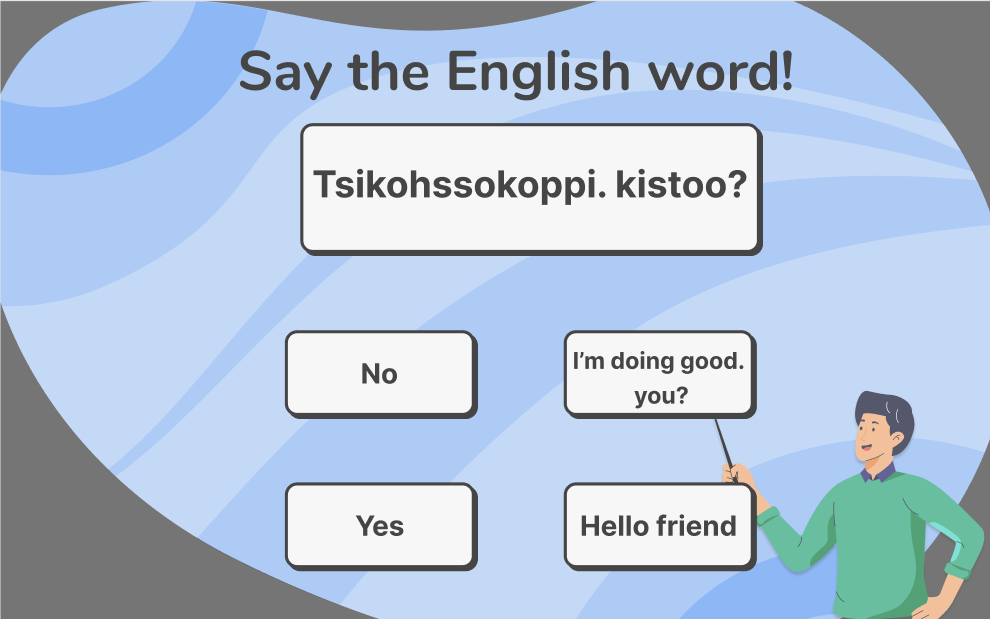 Say the English word!
Tsikohssokoppi. kistoo?
No
I’m doing good.
you?
Yes
Hello friend